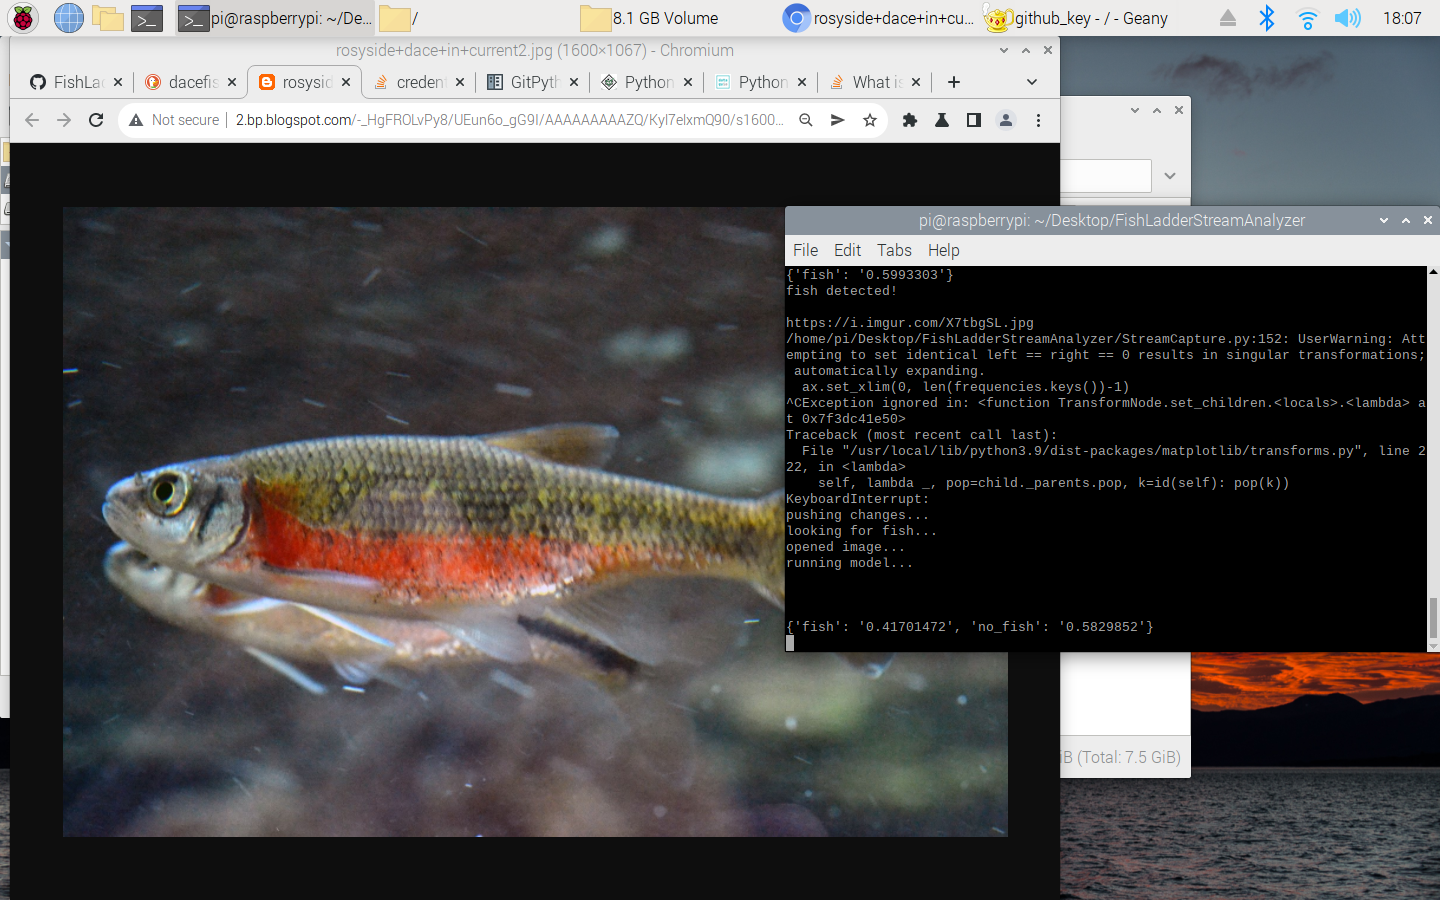 pi@raspberrypi: ~/De...
/
8.1 GB Volume
rosyside+dace+in+cu...
github_key - / - Geany
18:07
rosyside+dace+in+current2.jpg (1600×1067) - Chromium
FishLad
dacefis
rosysid
creden
GitPyth
Python
Python
What is
Not secure
2.bp.blogspot.com/-_HgFROLvPy8/UEun6o_gG9I/AAAAAAAAAZQ/KyI7elxmQ90/s1600...
pi@raspberrypi: ~/Desktop/FishLadderStreamAnalyzer
File Edit Tabs Help
{'fish': '0.5993303'}
fish detected!
https://i.imgur.com/X7tbgSL.jpg
/home/pi/Desktop/FishLadderStreamAnalyzer/StreamCapture.py:152: UserWarning: Att
empting to set identical left == right == 0 results in singular transformations;
automatically expanding.
ax.set_xlim(0, len(frequencies.keys())-1)
^CException ignored in: <function TransformNode.set_children.<locals>.<lambda> a
t 0x7f3dc41e50>
Traceback (most recent call last):
File "/usr/local/lib/python3.9/dist-packages/matplotlib/transforms.py", line 2
22, in <lambda>
self, lambda _, pop=child._parents.pop, k=id(self): pop(k))
KeyboardInterrupt:
pushing changes...
looking for fish...
opened image...
running model...
{'fish': '0.41701472', 'no_fish': '0.5829852'}
iB (Total: 7.5 GiB)